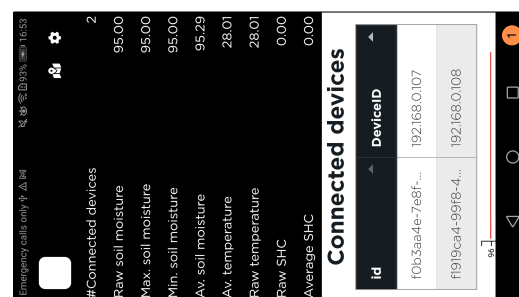 Emergency calls only 93% 16:53
#Connected devices 2
Raw soil moisture 95.00
Max. soil moisture 95.00
Min. soil moisture 95.00
Av. soil moisture 95.29
Av. temperature 28.01
Raw temperature 28.01
Raw SHC 0.00
Average SHC 0.00
Connected devices
id DeviceID
f0b3aa4e-7e8f-... 192.168.0.107
f1919ca4-99f8-4... 192.168.0.108
96
1